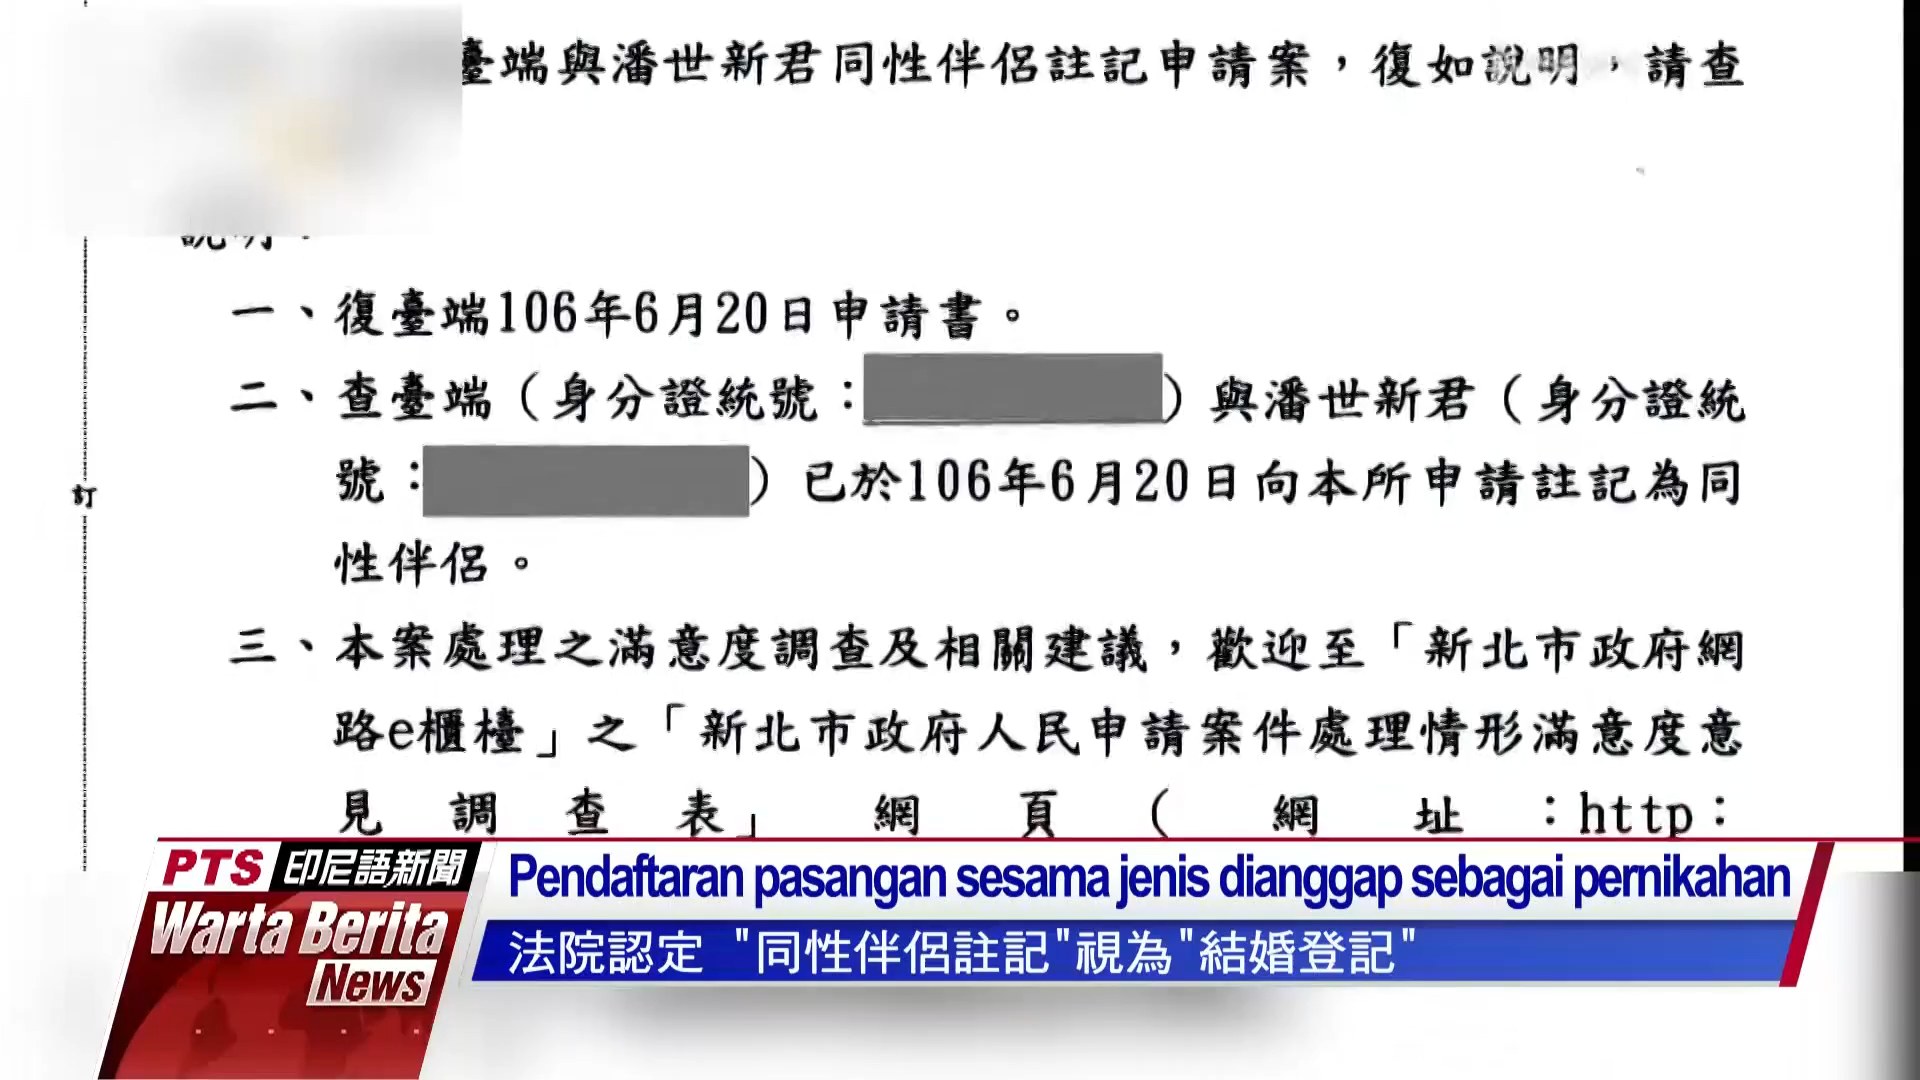 臺端與潘世新君同性伴侶註記申請案，復如說明，請查
說明：
一、復臺端106年6月20日申請書。
二、查臺端（身分證統號：）與潘世新君（身分證統
號：）已於106年6月20日向本所申請註記為同
性伴侶。
訂
三、本案處理之滿意度調查及相關建議，歡迎至「新北市政府網
路e櫃檯」之「新北市政府人民申請案件處理情形滿意度意
見調查表」網頁（網址：http：
PTS 印尼語新聞
Warta Berita
News
Pendaftaran pasangan sesama jenis dianggap sebagai pernikahan
法院認定 "同性伴侶註記"視為"結婚登記"